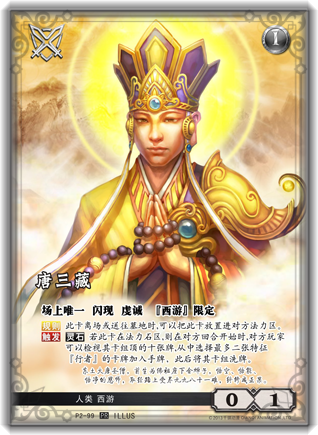 I
唐三藏
场上唯一 闪现 虔诚 『西游』限定
规则 此卡离场或送往墓地时,可以把此卡放置进对方法力区。
触发 灵石 若此卡在法力石区,则在对方回合开始时,对方玩家
可以检视其卡组顶的十张牌,从中选择最多二张特征
『行者』的卡牌加入手牌。此后将其卡组洗牌。
人类 西游
0 1
P2-99 PR ILLUS